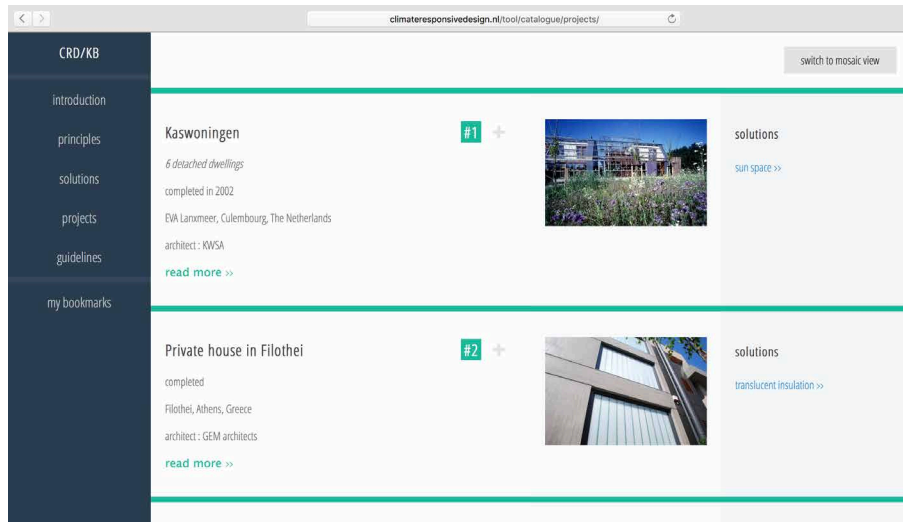 climateresponsivedesign.nl/tool/catalogue/projects/
CRD/KB
introduction
principles
solutions
projects
guidelines
my bookmarks
switch to mosaic view
Kaswoningen
#1 +
6 detached dwellings
completed in 2002
EVA Lanxmeer, Culembourg, The Netherlands
architect : KWSA
read more >>
solutions
sun space >>
Private house in Filothei
#2 +
completed
Filothei, Athens, Greece
architect : GEM architects
read more >>
solutions
translucent insulation >>